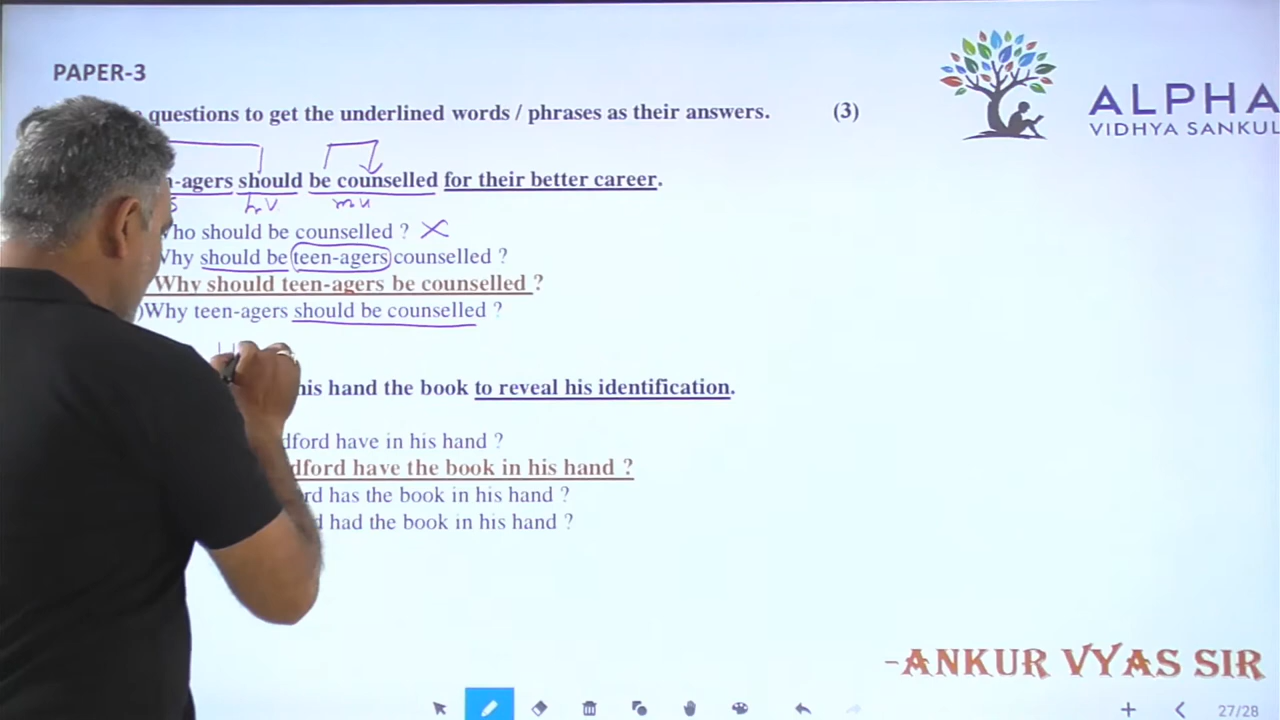 PAPER-3
questions to get the underlined words / phrases as their answers. (3)
-agers should be counselled for their better career.
S hv mv
Who should be counselled ? ×
Why should be teen-agers counselled ?
Why should teen-agers be counselled ?
)Why teen-agers should be counselled ?
his hand the book to reveal his identification.
dford have in his hand ?
dford have the book in his hand ?
rd has the book in his hand ?
d had the book in his hand ?
ALPHA
VIDHYA SANKUL
-ANKUR VYAS SIR
27/28